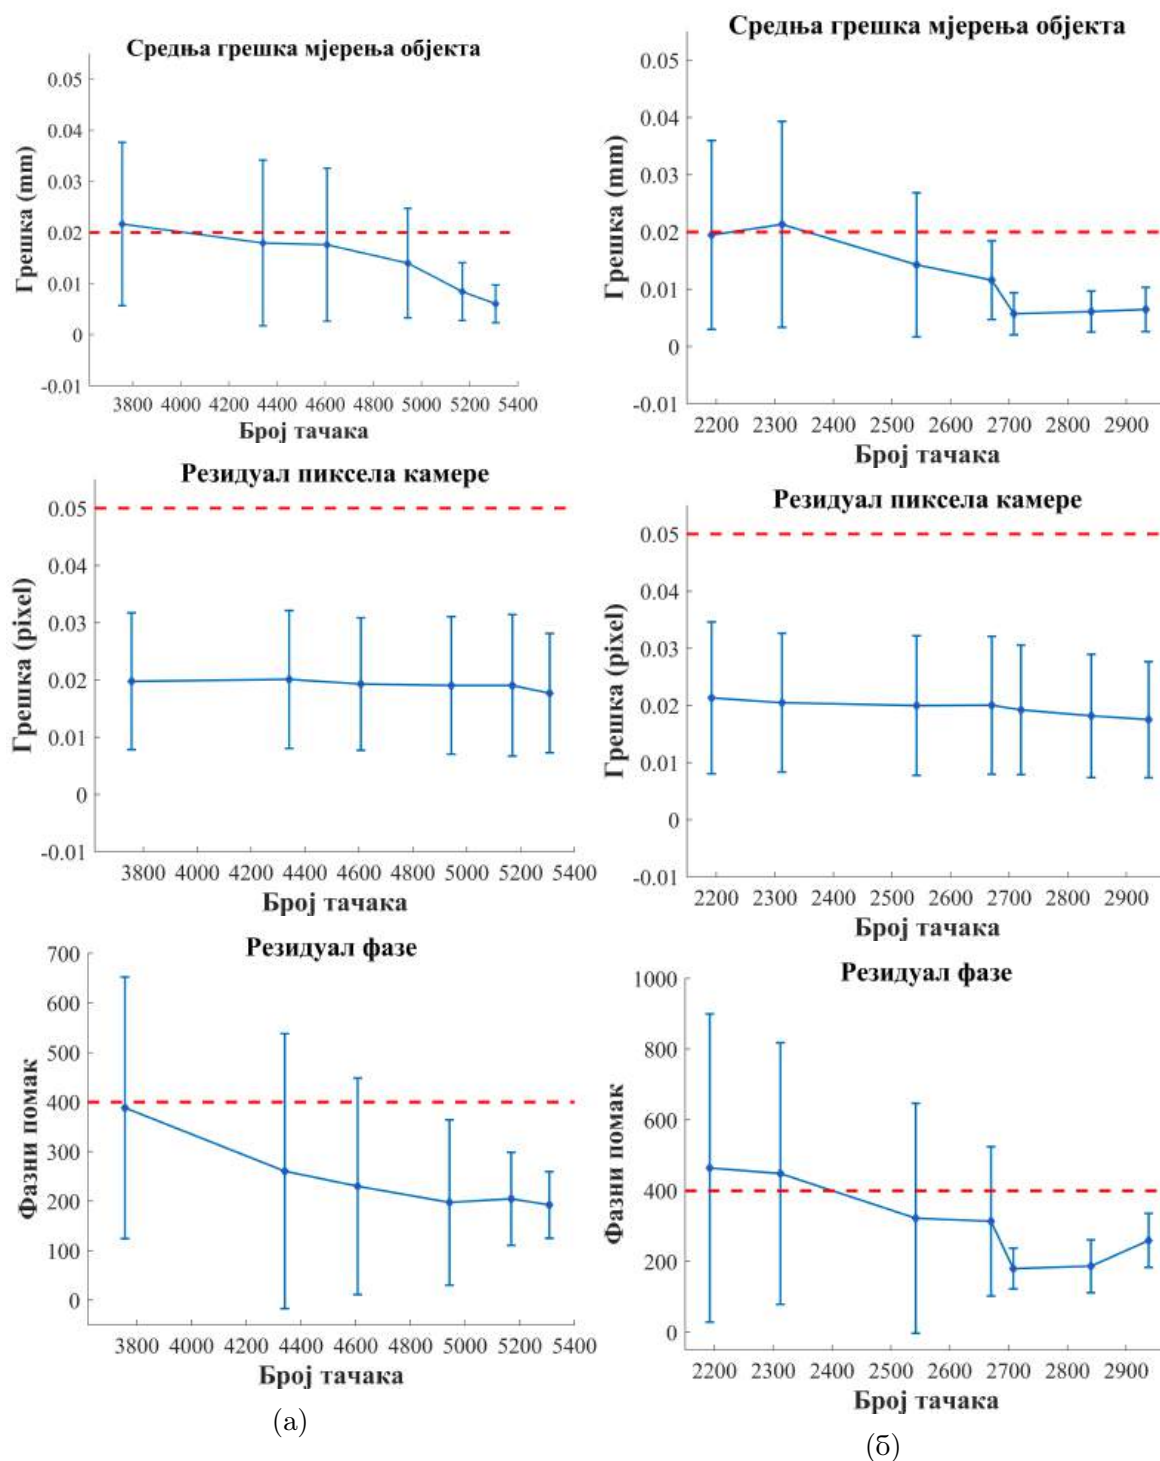 Средња грешка мјерења објекта
0.05
0.04
0.03
0.02
0.01
0
-0.01
Грешка (mm)
3800 4000 4200 4400 4600 4800 5000 5200 5400
Број тачака
Резидуал пиксела камере
0.05
0.04
0.03
0.02
0.01
0
-0.01
Грешка (pixel)
3800 4000 4200 4400 4600 4800 5000 5200 5400
Број тачака
Резидуал фазе
700
600
500
400
300
200
100
0
Фазни помак
3800 4000 4200 4400 4600 4800 5000 5200 5400
Број тачака
(а)
Средња грешка мјерења објекта
0.05
0.04
0.03
0.02
0.01
0
-0.01
Грешка (mm)
2200 2300 2400 2500 2600 2700 2800 2900
Број тачака
Резидуал пиксела камере
0.05
0.04
0.03
0.02
0.01
0
-0.01
Грешка (pixel)
2200 2300 2400 2500 2600 2700 2800 2900
Број тачака
Резидуал фазе
1000
800
600
400
200
0
Фазни помак
2200 2300 2400 2500 2600 2700 2800 2900
Број тачака
(б)